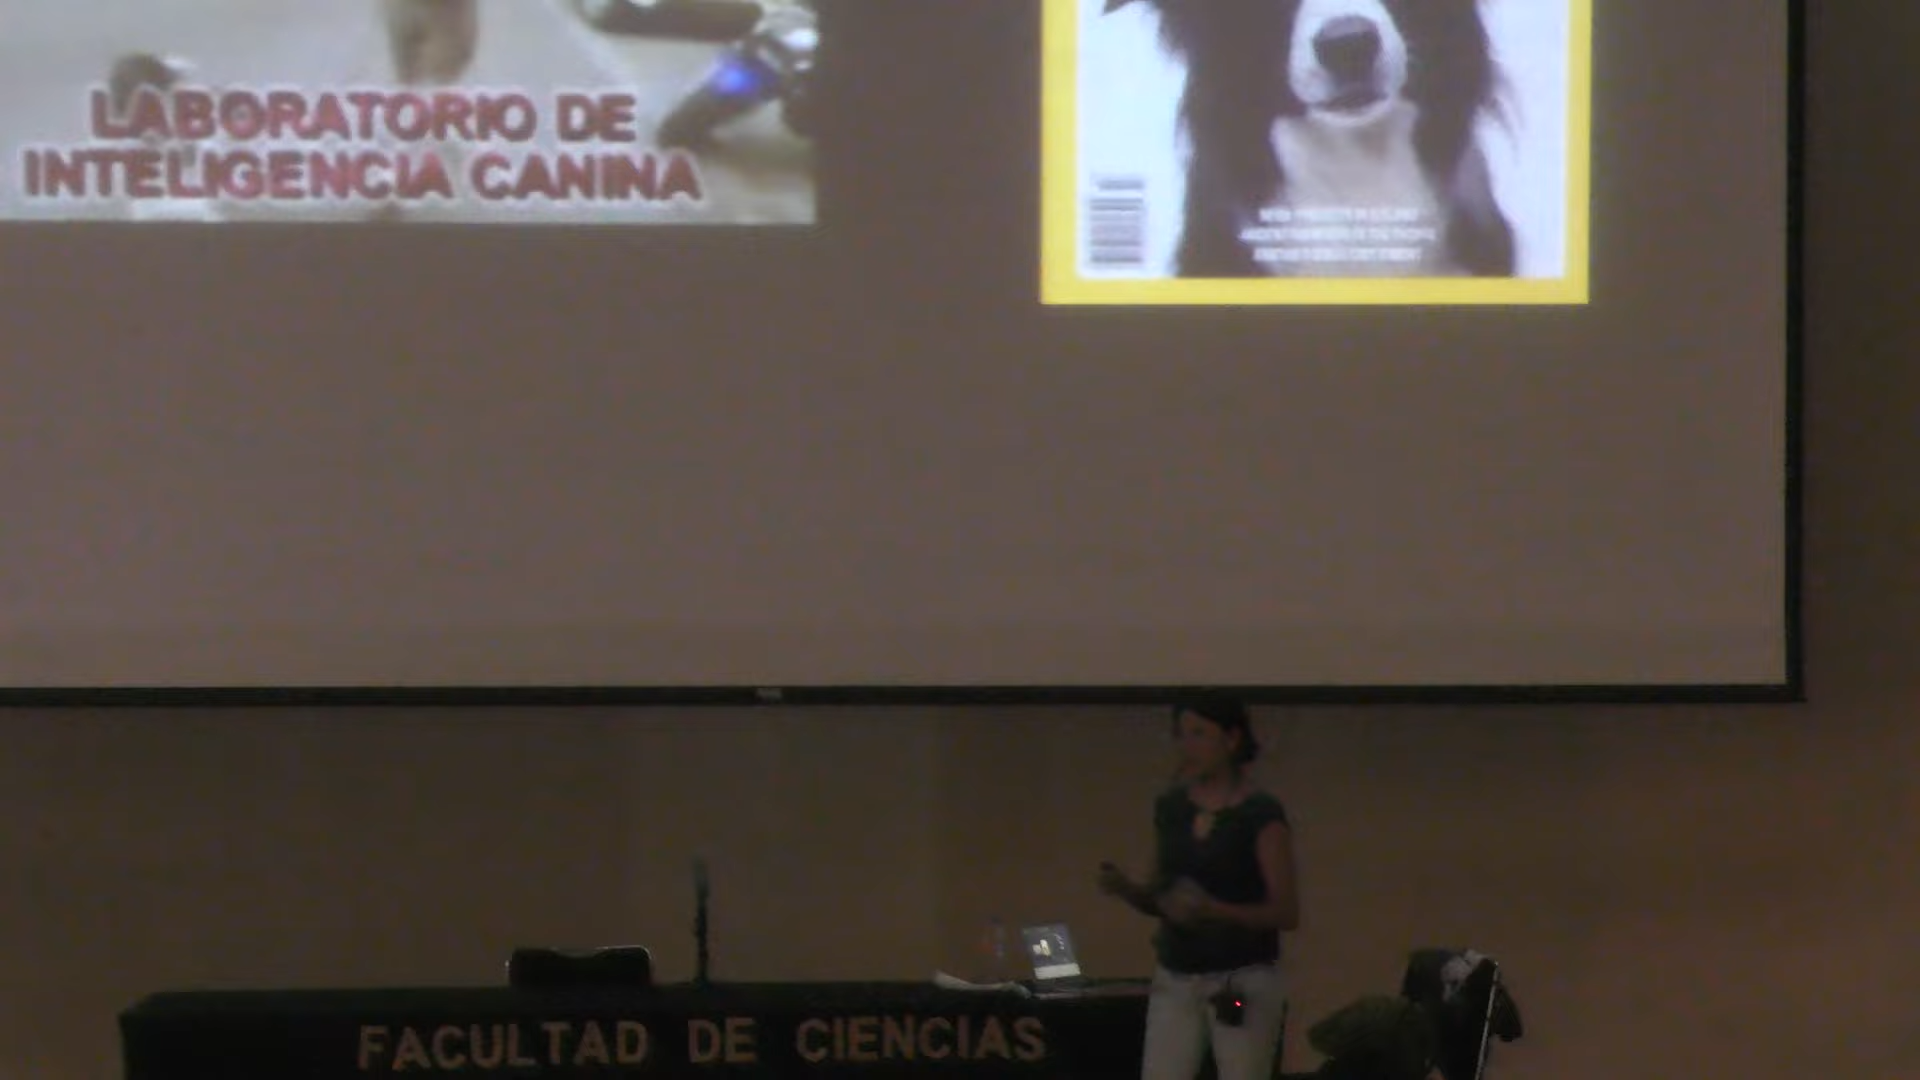 LABORATORIO DE
INTELIGENCIA CANINA
FACULTAD DE CIENCIAS